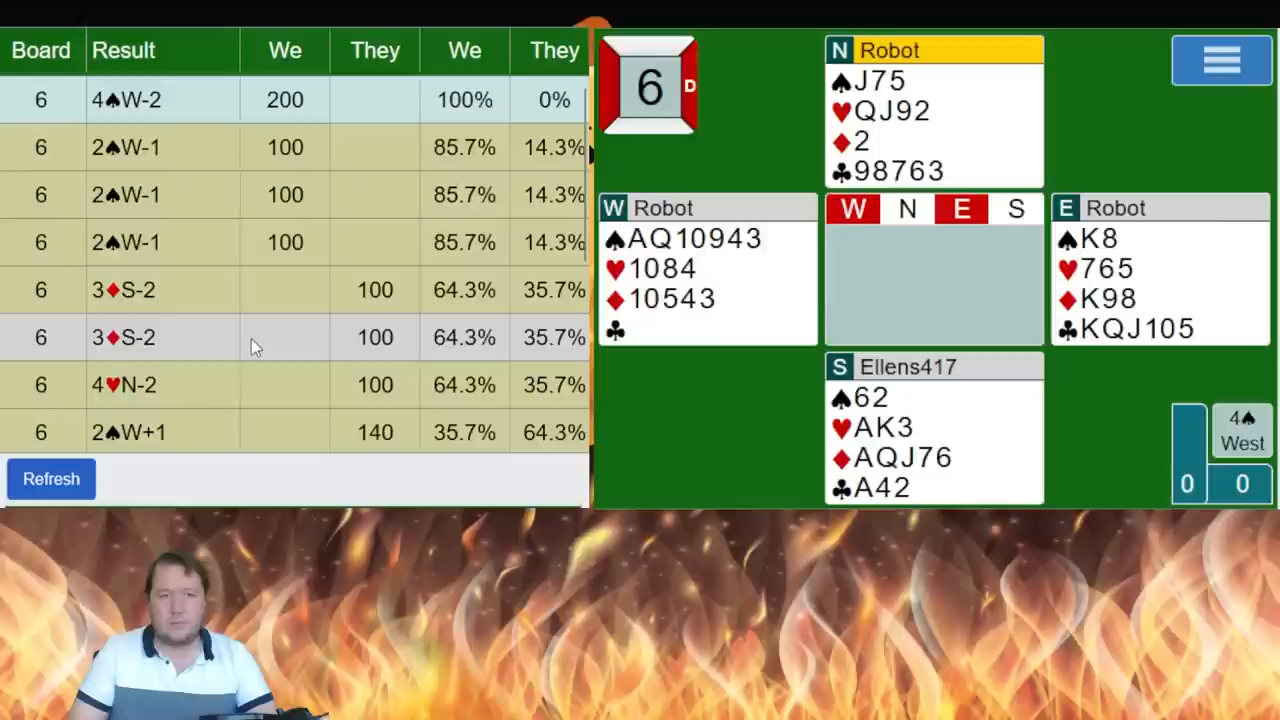 Board Result We They We They
6 4♠W-2 200 100% 0%
6 2♠W-1 100 85.7% 14.3%
6 2♠W-1 100 85.7% 14.3%
6 2♠W-1 100 85.7% 14.3%
6 3♦S-2 100 64.3% 35.7%
6 3♦S-2 100 64.3% 35.7%
6 4♥N-2 100 64.3% 35.7%
6 2♠W+1 140 35.7% 64.3%
Refresh
6 D
N Robot
♠J75
♥QJ92
♦2
♣98763
W Robot
♠AQ10943
♥1084
♦10543
♣
W N E S
E Robot
♠K8
♥765
♦K98
♣KQJ105
S Ellens417
♠62
♥AK3
♦AQJ76
♣A42
4♠
West
0 0